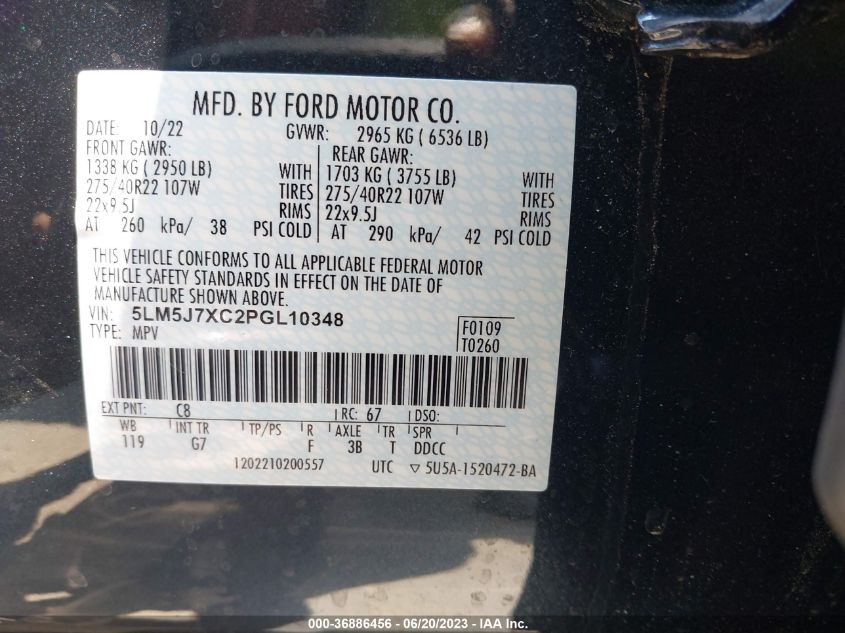 MFD. BY FORD MOTOR CO.
DATE: 10/22 GVWR: 2965 KG ( 6536 LB)
FRONT GAWR: REAR GAWR:
1338 KG ( 2950 LB) WITH 1703 KG ( 3755 LB) WITH
275/40R22 107W TIRES 275/40R22 107W TIRES
22x9.5J RIMS 22x9.5J RIMS
AT 260 kPa/ 38 PSI COLD AT 290 kPa/ 42 PSI COLD
THIS VEHICLE CONFORMS TO ALL APPLICABLE FEDERAL MOTOR
VEHICLE SAFETY STANDARDS IN EFFECT ON THE DATE OF
MANUFACTURE SHOWN ABOVE.
VIN: 5LM5J7XC2PGL10348 F0109
TYPE: MPV T0260
EXT PNT: C8 RC: 67 DSO:
WB INT TR TP/PS R AXLE TR SPR
119 G7 F 3B T DDCC
1202210200557 UTC ▽ 5U5A-1520472-BA
000-36886456 - 06/20/2023 - IAA Inc.